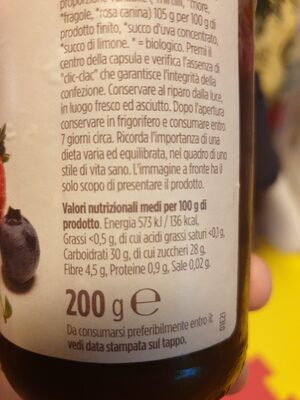 *fragole, *rosa canina) 105 g per 100 g di
prodotto finito, *succo d'uva concentrato,
*succo di limone. * = biologico. Premi il
centro della capsula e verifica l'assenza di
"clic-clac" che garantisce l'integrità della
confezione. Conservare al riparo dalla luce,
in luogo fresco ed asciutto. Dopo l'apertura
conservare in frigorifero e consumare entro
7 giorni circa. Ricorda l'importanza di una
dieta varia ed equilibrata, nel quadro di uno
stile di vita sano. L'immagine a fronte ha il
solo scopo di presentare il prodotto.
Valori nutrizionali medi per 100 g di
prodotto. Energia 573 kJ / 136 kcal,
Grassi <0,5 g, di cui acidi grassi saturi <0,1 g,
Carboidrati 30 g, di cui zuccheri 28 g,
Fibre 4,5 g, Proteine 0,9 g, Sale 0,02 g.
200 g e
Da consumarsi preferibilmente entro il:
vedi data stampata sul tappo.